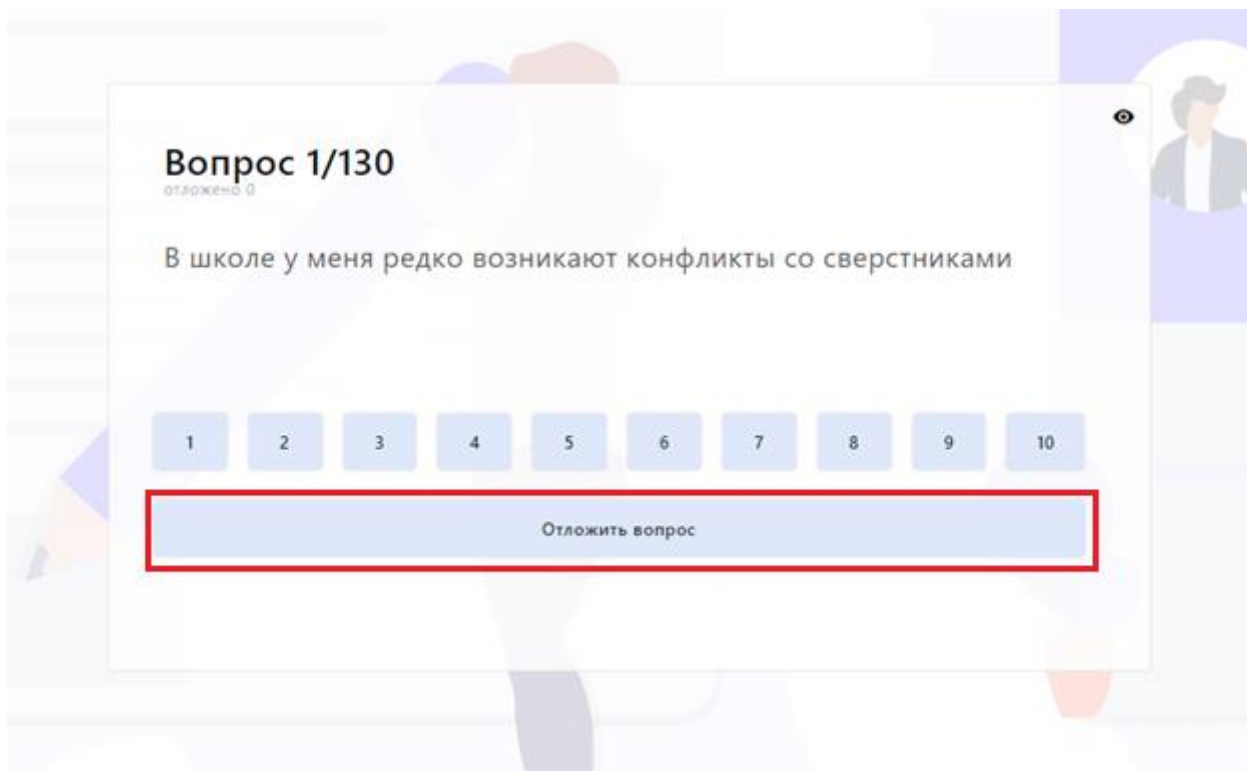 Вопрос 1/130
отложено 0
В школе у меня редко возникают конфликты со сверстниками
1 2 3 4 5 6 7 8 9 10
Отложить вопрос